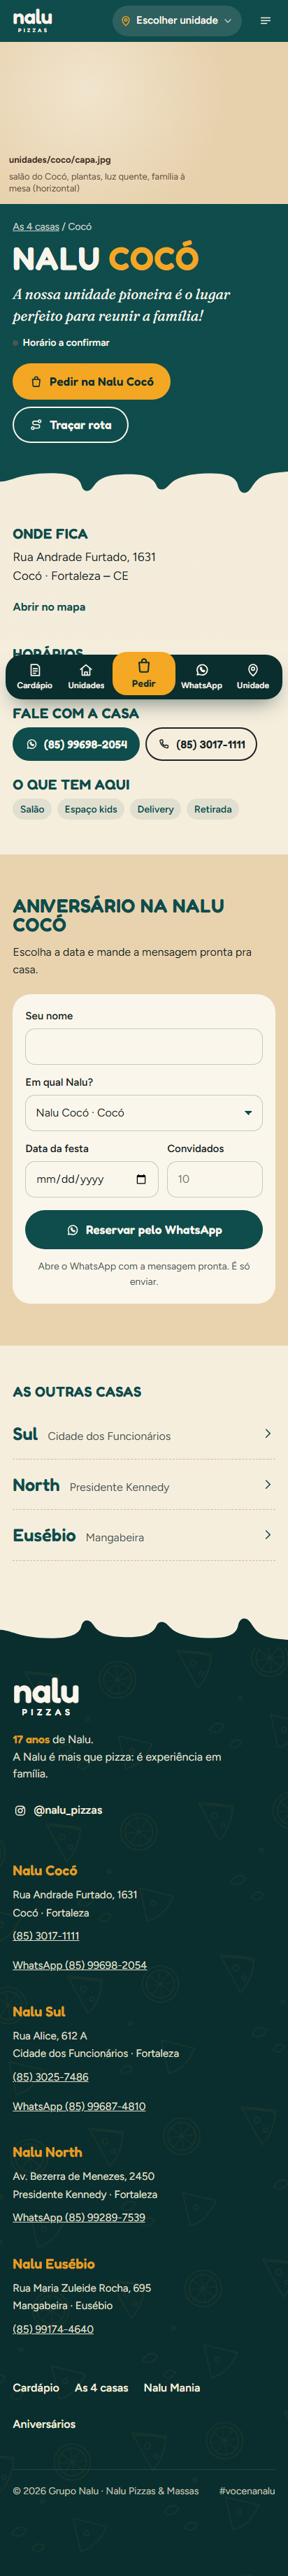 nalu
PIZZAS
Escolher unidade
unidades/coco/capa.jpg
salão do Cocó, plantas, luz quente, família à
mesa (horizontal)
As 4 casas / Cocó
NALU COCÓ
A nossa unidade pioneira é o lugar
perfeito para reunir a família!
Horário a confirmar
Pedir na Nalu Cocó
Traçar rota
ONDE FICA
Rua Andrade Furtado, 1631
Cocó · Fortaleza – CE
Abrir no mapa
HORÁRIOS
Cardápio
Unidades
Pedir
WhatsApp
Unidade
FALE COM A CASA
(85) 99698-2054
(85) 3017-1111
O QUE TEM AQUI
Salão
Espaço kids
Delivery
Retirada
ANIVERSÁRIO NA NALU
COCÓ
Escolha a data e mande a mensagem pronta pra
casa.
Seu nome
Em qual Nalu?
Nalu Cocó · Cocó
Data da festa
Convidados
mm/dd/yyyy
10
Reservar pelo WhatsApp
Abre o WhatsApp com a mensagem pronta. É só
enviar.
AS OUTRAS CASAS
Sul Cidade dos Funcionários
North Presidente Kennedy
Eusébio Mangabeira
nalu
PIZZAS
17 anos de Nalu.
A Nalu é mais que pizza: é experiência em
família.
@nalu_pizzas
Nalu Cocó
Rua Andrade Furtado, 1631
Cocó · Fortaleza
(85) 3017-1111
WhatsApp (85) 99698-2054
Nalu Sul
Rua Alice, 612 A
Cidade dos Funcionários · Fortaleza
(85) 3025-7486
WhatsApp (85) 99687-4810
Nalu North
Av. Bezerra de Menezes, 2450
Presidente Kennedy · Fortaleza
WhatsApp (85) 99289-7539
Nalu Eusébio
Rua Maria Zuleide Rocha, 695
Mangabeira · Eusébio
(85) 99174-4640
Cardápio
As 4 casas
Nalu Mania
Aniversários
© 2026 Grupo Nalu · Nalu Pizzas & Massas
#vocenanalu